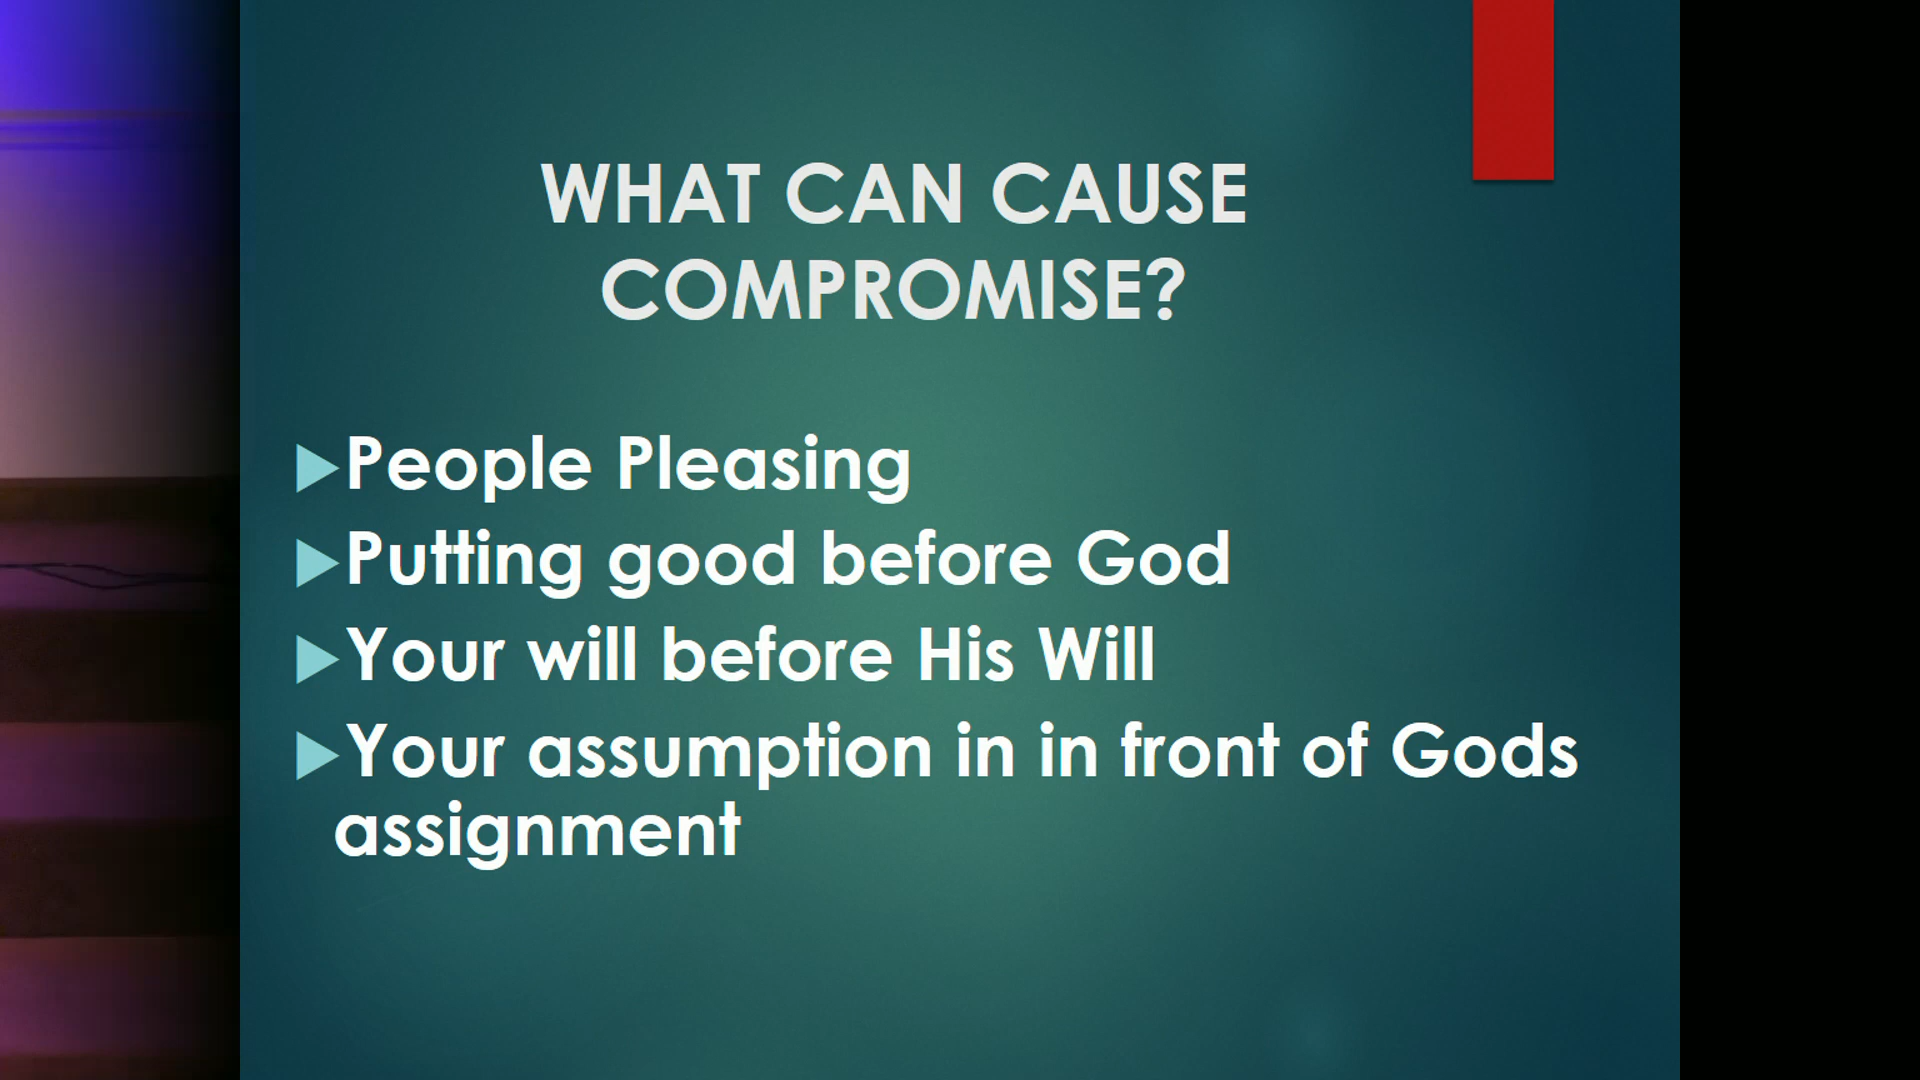 WHAT CAN CAUSE
COMPROMISE?
People Pleasing
Putting good before God
Your will before His Will
Your assumption in in front of Gods
assignment